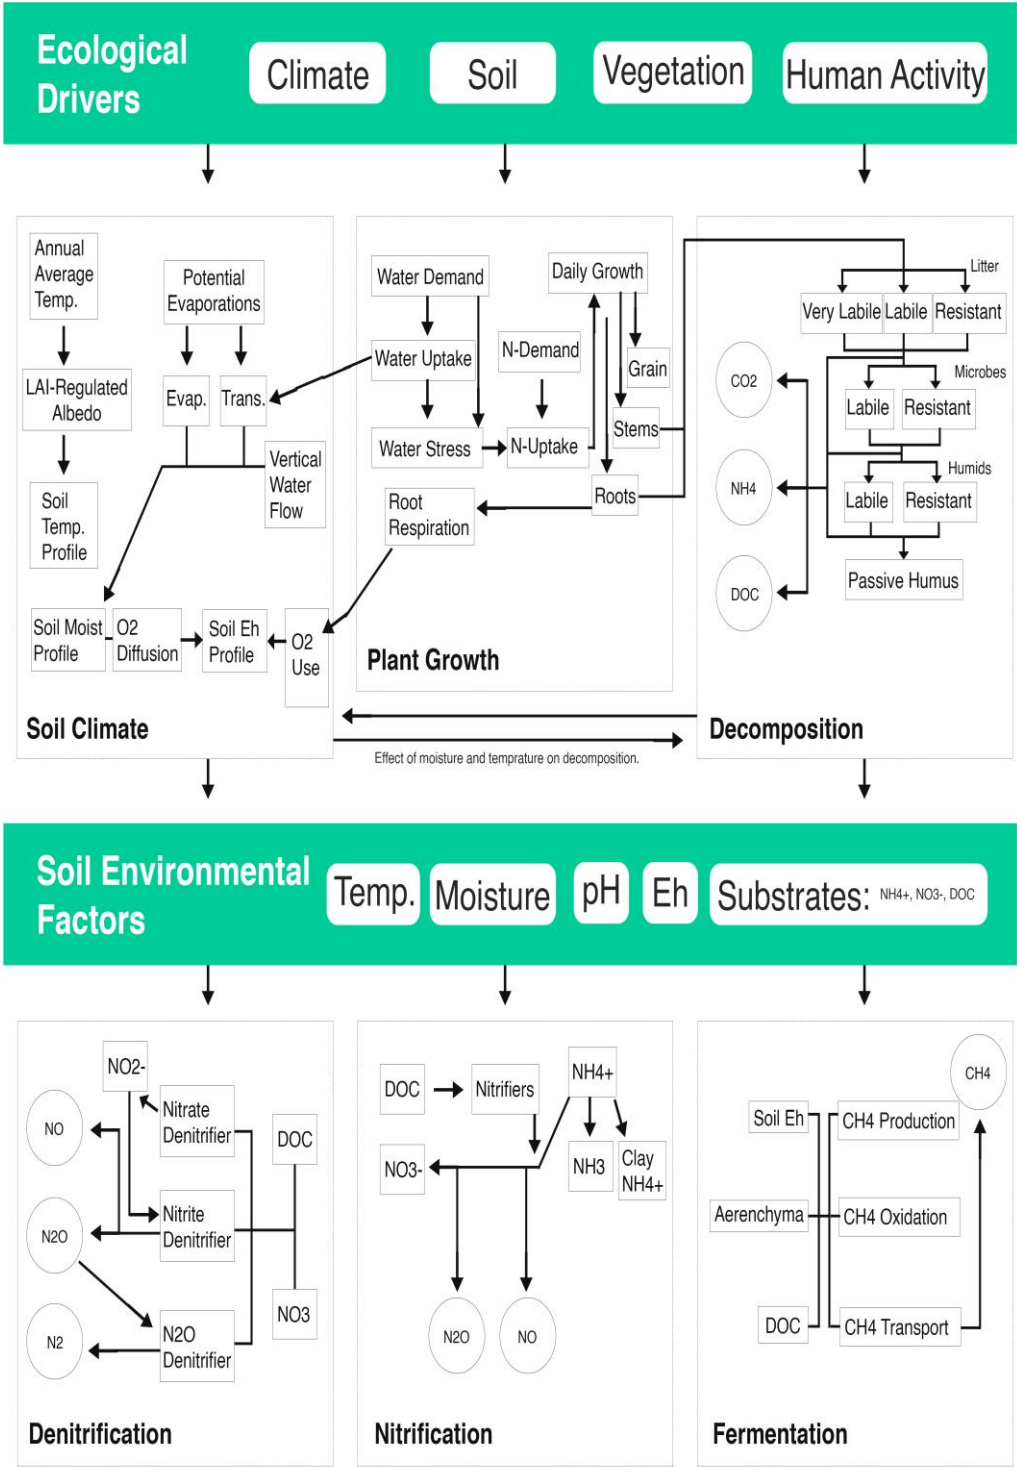 Ecological
Drivers
Climate
Soil
Vegetation
Human Activity
Annual
Average
Temp.
Potential
Evaporations
LAI-Regulated
Albedo
Evap.
Trans.
Vertical
Water
Flow
Soil
Temp.
Profile
Soil Moist
Profile
O2
Diffusion
Soil Eh
Profile
O2
Use
Soil Climate
Water Demand
Daily Growth
Water Uptake
N-Demand
Grain
Water Stress
N-Uptake
Stems
Root
Respiration
Roots
Plant Growth
Litter
Very Labile
Labile
Resistant
Microbes
CO2
Labile
Resistant
Humids
NH4
Labile
Resistant
DOC
Passive Humus
Decomposition
Effect of moisture and temprature on decomposition.
Soil Environmental
Factors
Temp.
Moisture
pH
Eh
Substrates: NH4+, NO3-, DOC
NO2-
NO
Nitrate
Denitrifier
DOC
N2O
Nitrite
Denitrifier
N2
N2O
Denitrifier
NO3
Denitrification
DOC
Nitrifiers
NH4+
NO3-
NH3
Clay
NH4+
N2O
NO
Nitrification
CH4
Soil Eh
CH4 Production
Aerenchyma
CH4 Oxidation
DOC
CH4 Transport
Fermentation